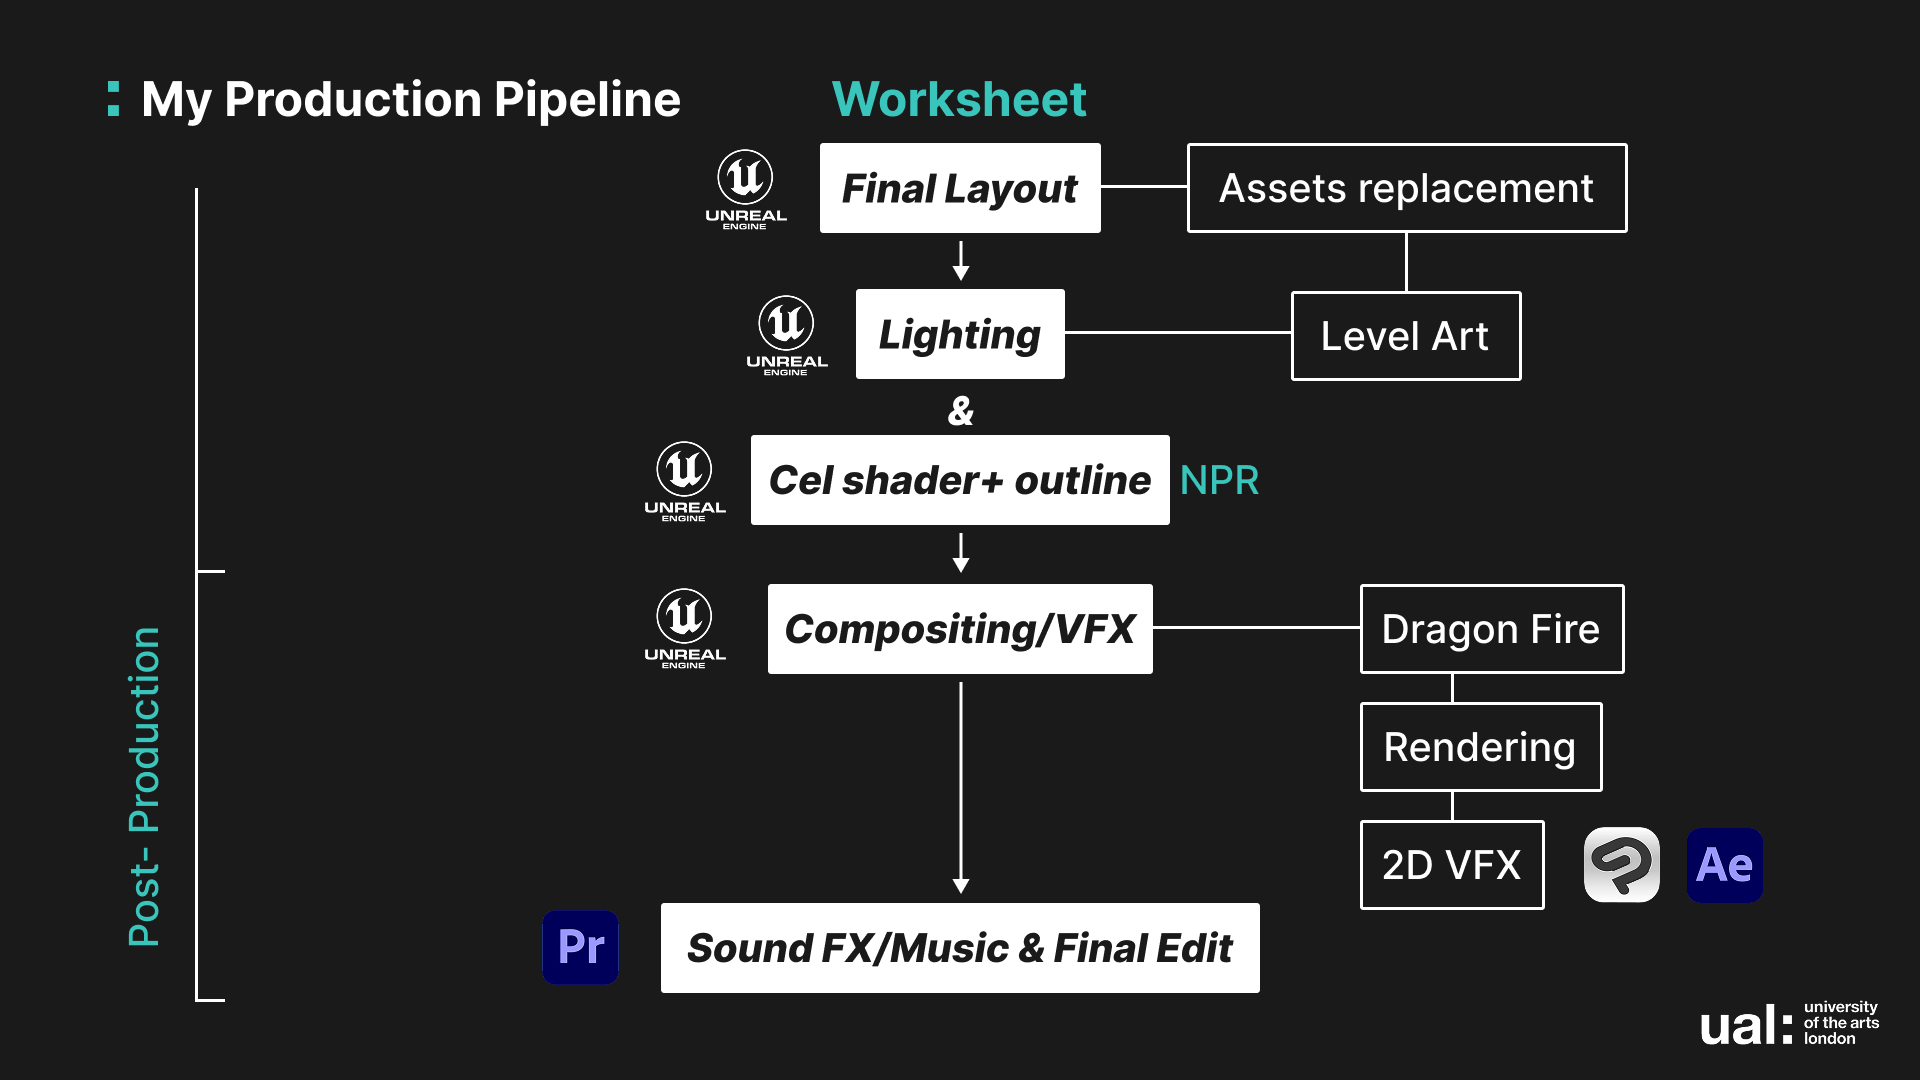 : My Production Pipeline Worksheet
UNREAL
ENGINE
Final Layout
Assets replacement
UNREAL
ENGINE
Lighting
Level Art
&
UNREAL
ENGINE
Cel shader+ outline
NPR
UNREAL
ENGINE
Compositing/VFX
Dragon Fire
Rendering
2D VFX
Ae
Post- Production
Pr
Sound FX/Music & Final Edit
ual:
university
of the arts
london